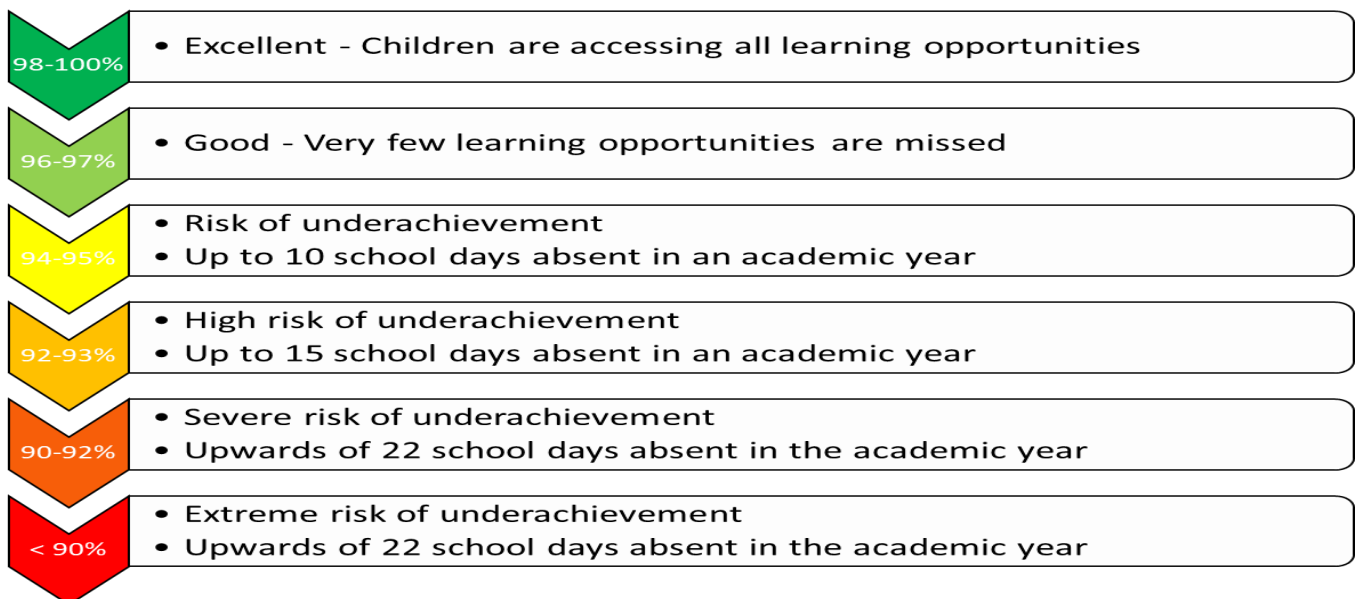 98-100%
• Excellent - Children are accessing all learning opportunities
96-97%
• Good - Very few learning opportunities are missed
94-95%
• Risk of underachievement
• Up to 10 school days absent in an academic year
92-93%
• High risk of underachievement
• Up to 15 school days absent in an academic year
90-92%
• Severe risk of underachievement
• Upwards of 22 school days absent in the academic year
< 90%
• Extreme risk of underachievement
• Upwards of 22 school days absent in the academic year